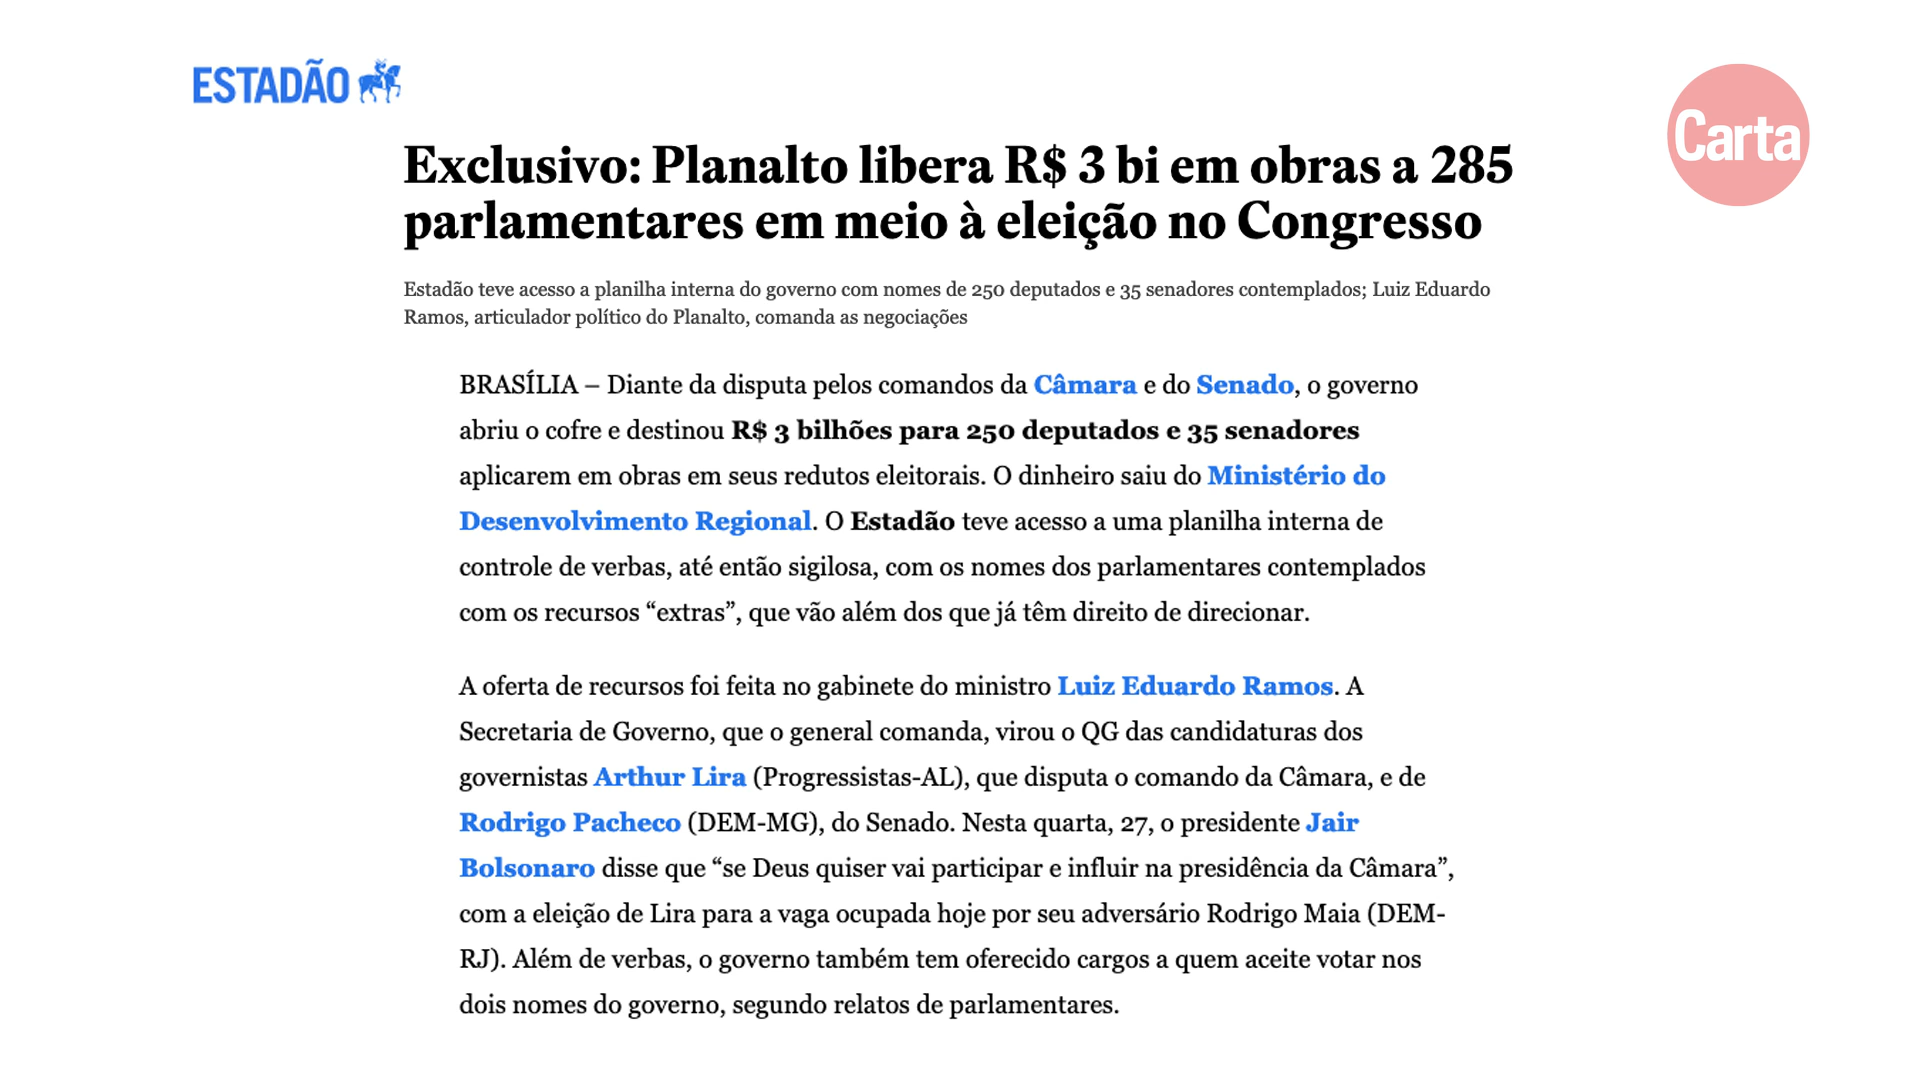 ESTADÃO
Carta
Exclusivo: Planalto libera R$ 3 bi em obras a 285
parlamentares em meio à eleição no Congresso
Estadão teve acesso a planilha interna do governo com nomes de 250 deputados e 35 senadores contemplados; Luiz Eduardo
Ramos, articulador político do Planalto, comanda as negociações
BRASÍLIA – Diante da disputa pelos comandos da Câmara e do Senado, o governo
abriu o cofre e destinou R$ 3 bilhões para 250 deputados e 35 senadores
aplicarem em obras em seus redutos eleitorais. O dinheiro saiu do Ministério do
Desenvolvimento Regional. O Estadão teve acesso a uma planilha interna de
controle de verbas, até então sigilosa, com os nomes dos parlamentares contemplados
com os recursos “extras”, que vão além dos que já têm direito de direcionar.
A oferta de recursos foi feita no gabinete do ministro Luiz Eduardo Ramos. A
Secretaria de Governo, que o general comanda, virou o QG das candidaturas dos
governistas Arthur Lira (Progressistas-AL), que disputa o comando da Câmara, e de
Rodrigo Pacheco (DEM-MG), do Senado. Nesta quarta, 27, o presidente Jair
Bolsonaro disse que “se Deus quiser vai participar e influir na presidência da Câmara”,
com a eleição de Lira para a vaga ocupada hoje por seu adversário Rodrigo Maia (DEM-
RJ). Além de verbas, o governo também tem oferecido cargos a quem aceite votar nos
dois nomes do governo, segundo relatos de parlamentares.